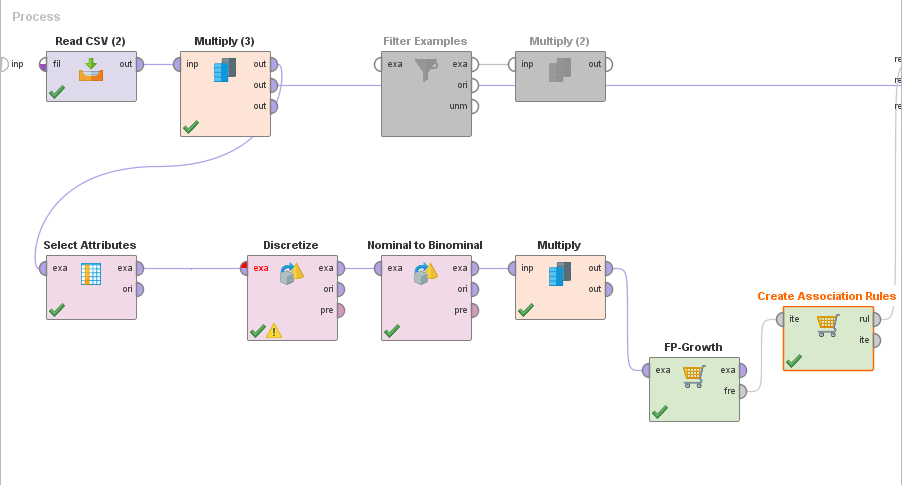 Process
Read CSV (2)
Multiply (3)
Filter Examples
Multiply (2)
inp
fil
out
inp
out
exa
exa
inp
out
re
out
ori
re
out
unm
re
Select Attributes
Discretize
Nominal to Binominal
Multiply
exa
exa
exa
exa
exa
exa
inp
out
ori
ori
ori
out
pre
pre
Create Association Rules
ite
rul
ite
FP-Growth
exa
exa
fre